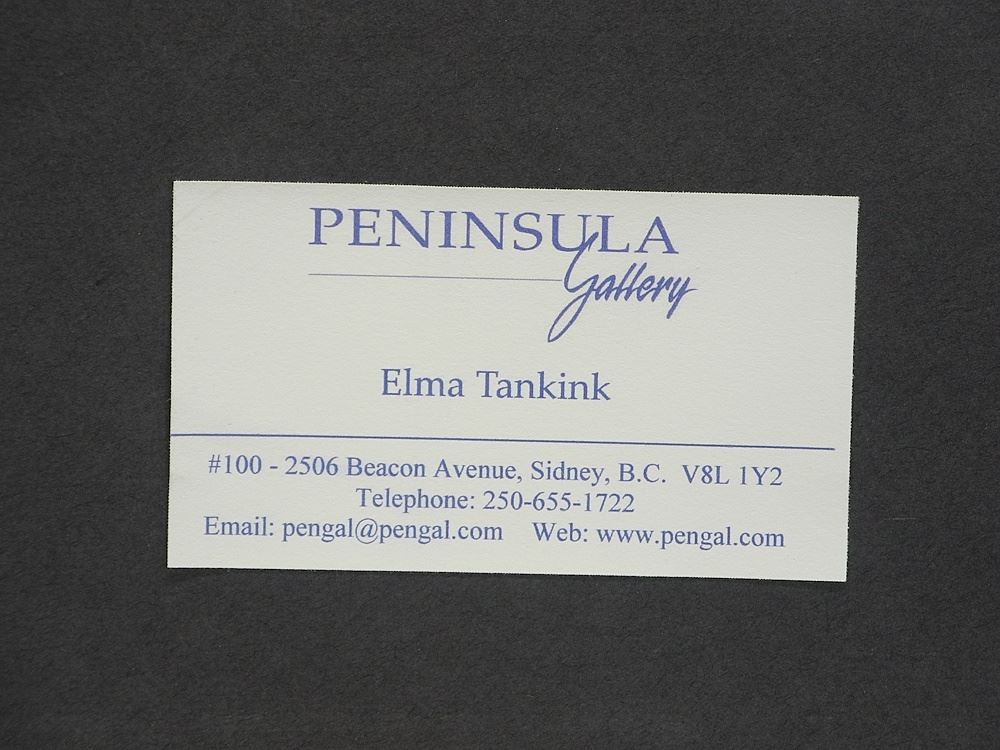 PENINSULA
Gallery
Elma Tankink
#100 - 2506 Beacon Avenue, Sidney, B.C. V8L 1Y2
Telephone: 250-655-1722
Email: pengal@pengal.com Web: www.pengal.com